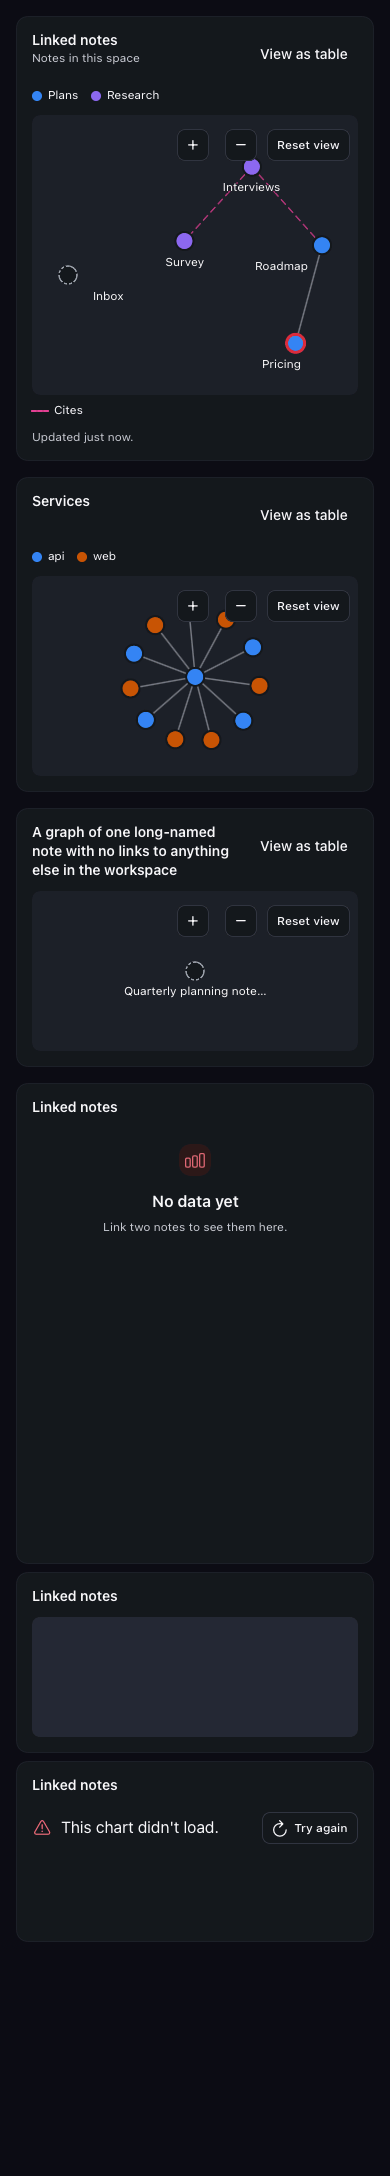 Linked notes
Notes in this space
View as table
Plans
Research
+
−
Reset view
Interviews
Survey
Roadmap
Inbox
Pricing
Cites
Updated just now.
Services
View as table
api
web
+
−
Reset view
A graph of one long-named
note with no links to anything
else in the workspace
View as table
+
−
Reset view
Quarterly planning note…
Linked notes
No data yet
Link two notes to see them here.
Linked notes
Linked notes
This chart didn't load.
Try again